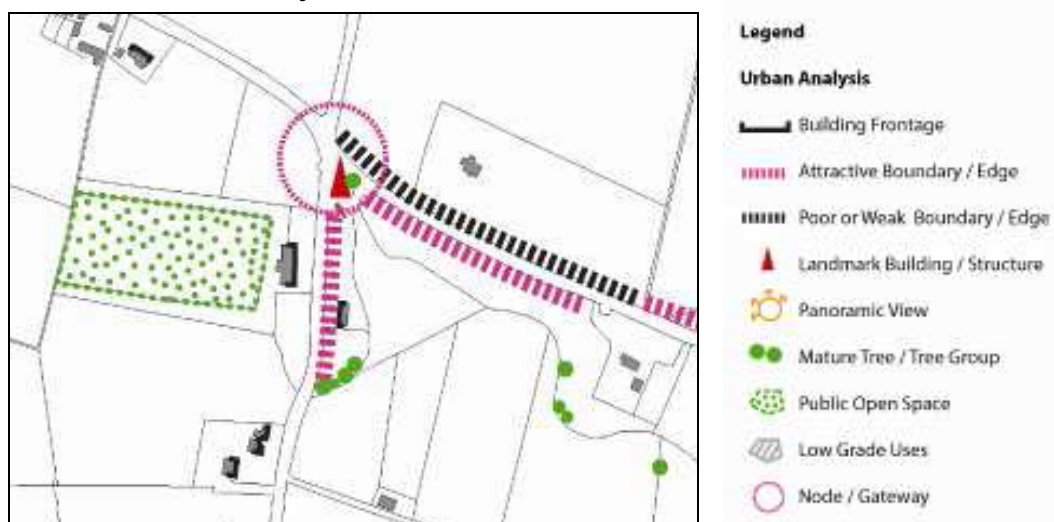 Legend
Urban Analysis
Building Frontage
Attractive Boundary / Edge
Poor or Weak Boundary / Edge
Landmark Building / Structure
Panoramic View
Mature Tree / Tree Group
Public Open Space
Low Grade Uses
Node / Gateway